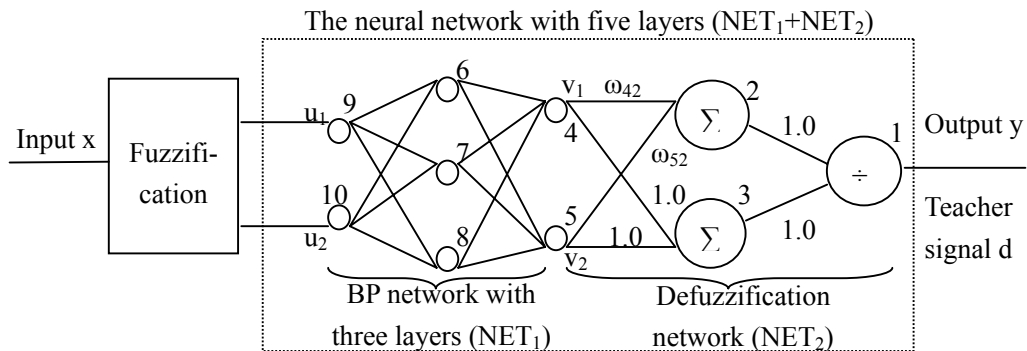 The neural network with five layers (NET₁+NET₂)
Input x
Fuzzifi-
cation
u₁
9
10
u₂
6
7
8
v₁
4
5
v₂
ω₄₂
ω₅₂
1.0
1.0
Σ
2
Σ
3
1.0
1.0
÷
1
Output y
Teacher
signal d
BP network with
three layers (NET₁)
Defuzzification
network (NET₂)